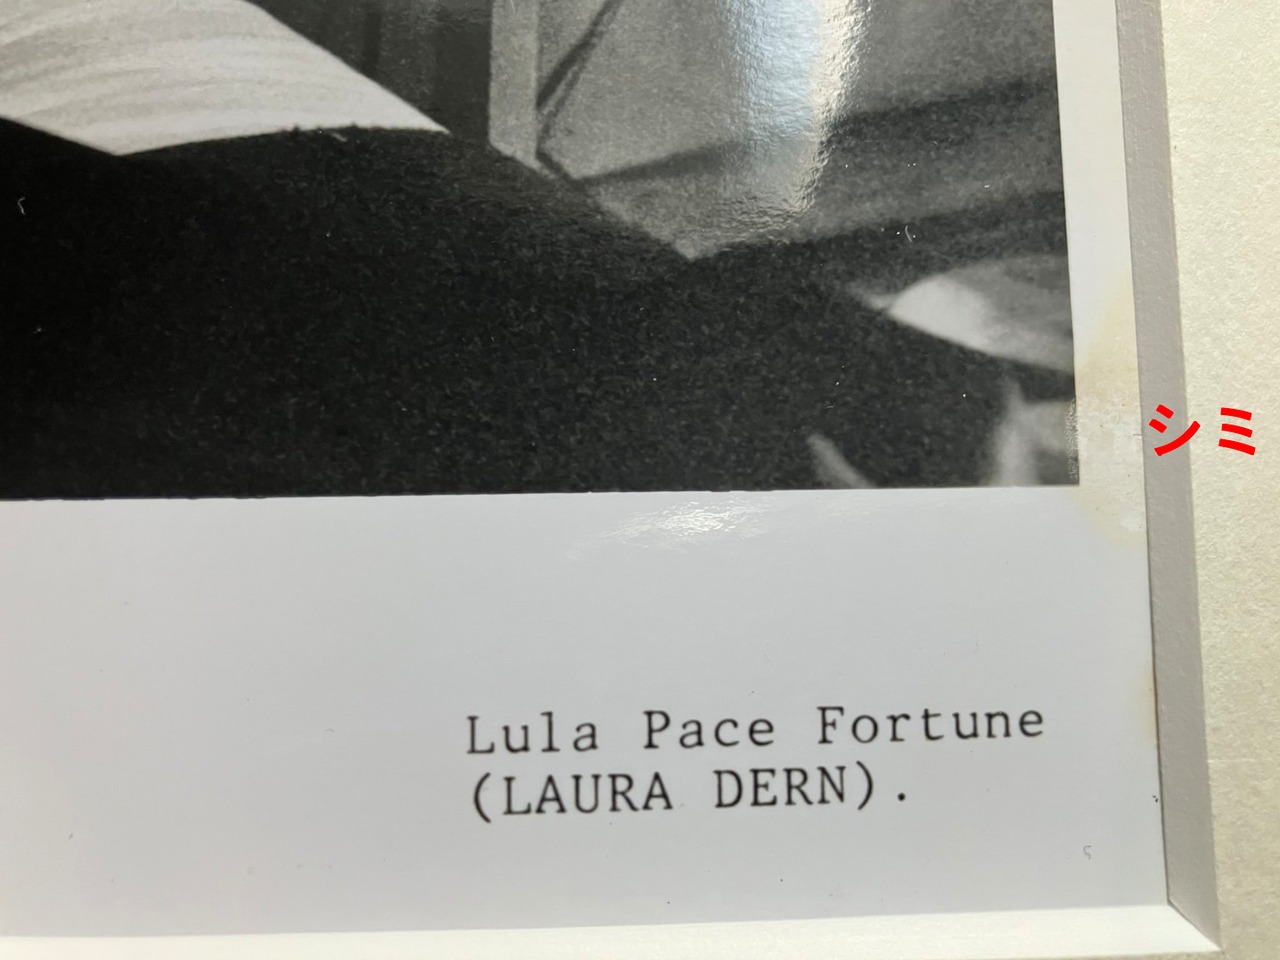 シミ
Lula Pace Fortune
(LAURA DERN).